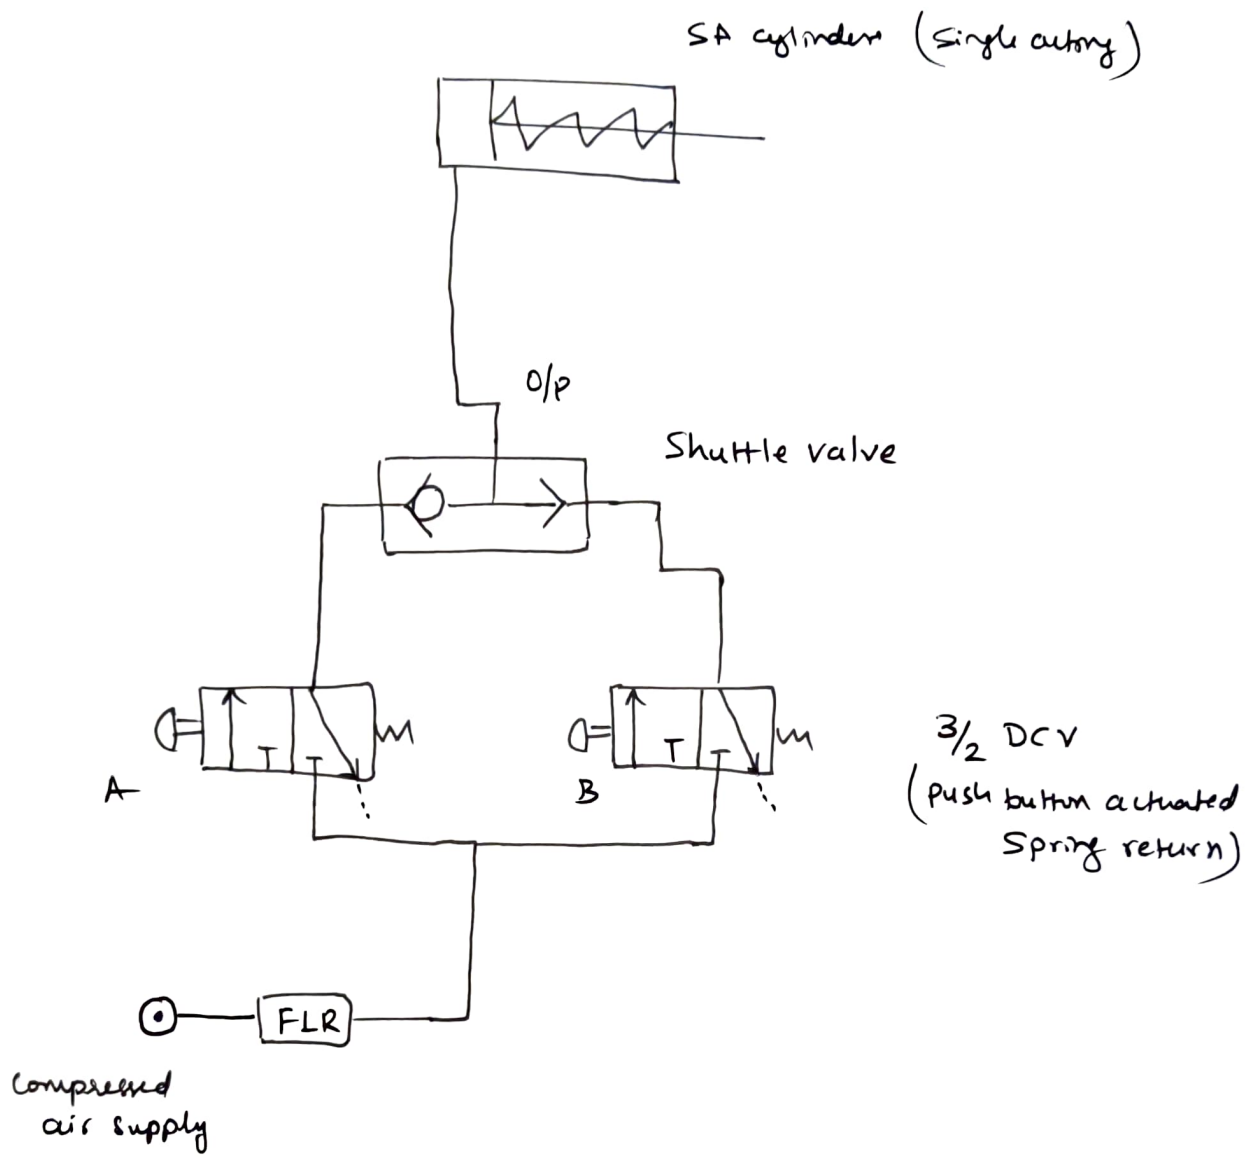 SA cylinder (Single acting)
O/P
Shuttle valve
A
B
3/2 DCV
(Push button actuated
Spring return)
FLR
Compressed
air supply